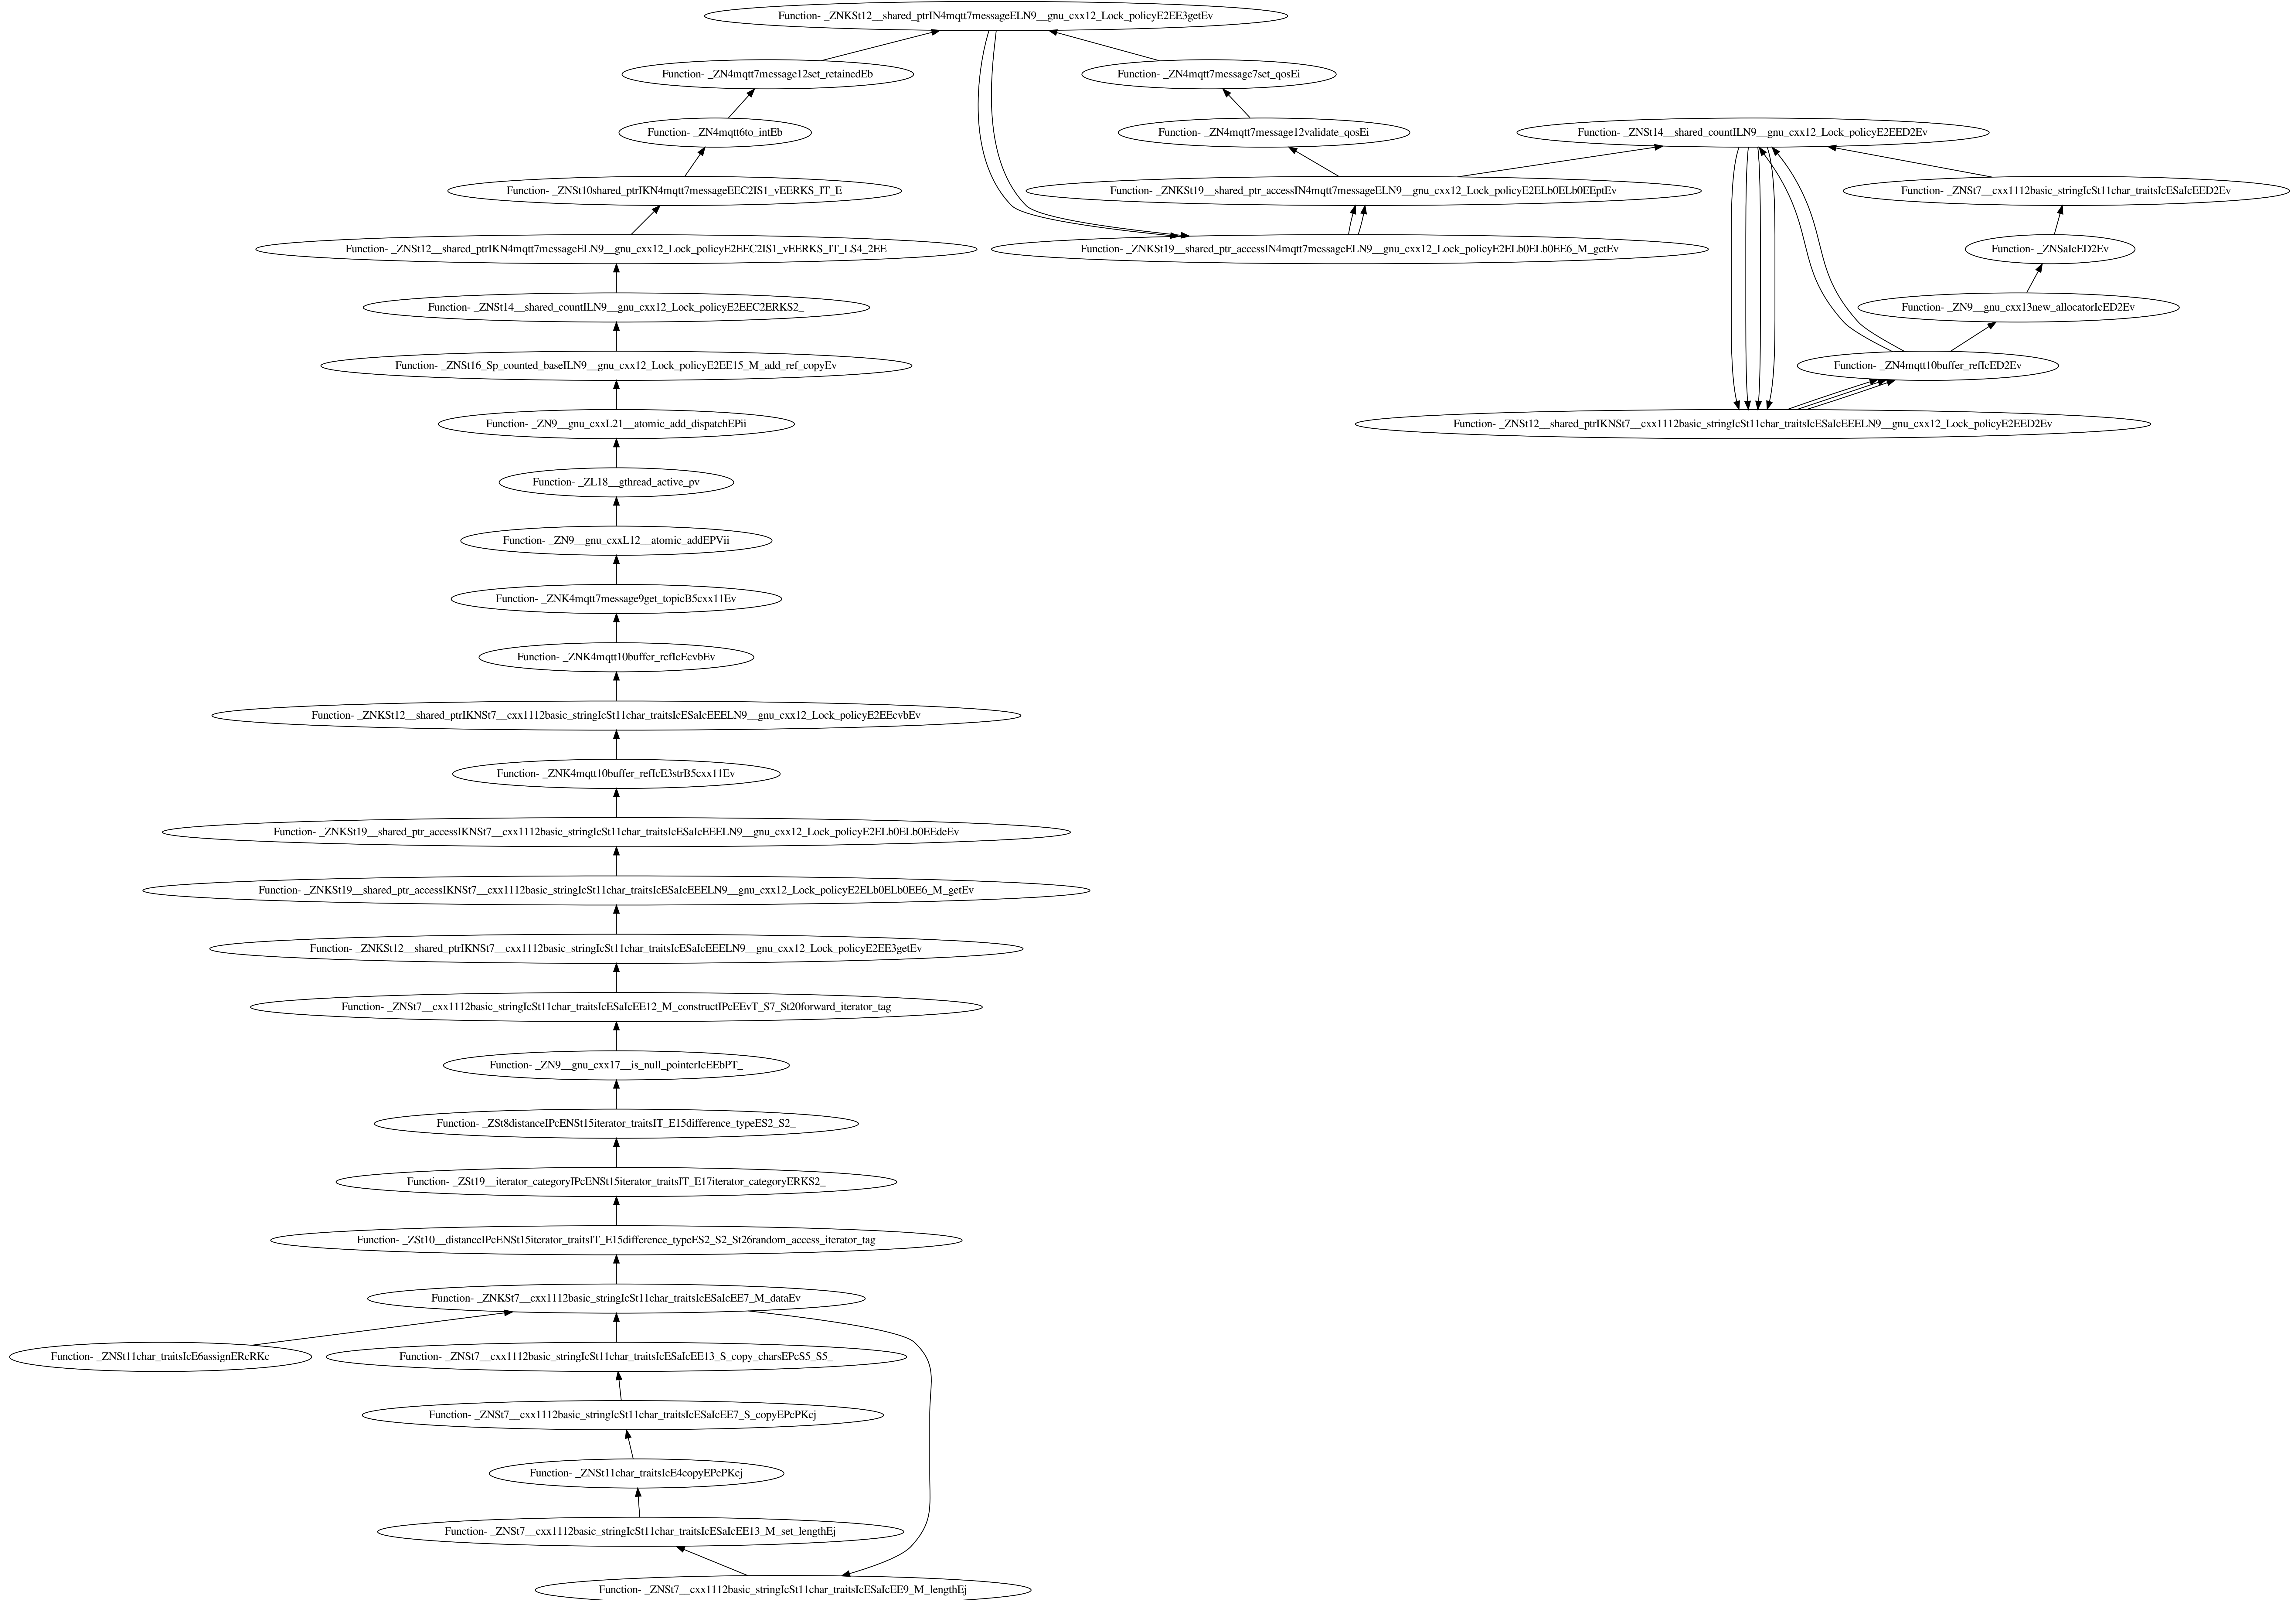 Function- _ZNKSt12__shared_ptrIN4mqtt7messageELN9__gnu_cxx12_Lock_policyE2EE3getEv
Function- _ZN4mqtt7message12set_retainedEb
Function- _ZN4mqtt7message7set_qosEi
Function- _ZN4mqtt6to_intEb
Function- _ZN4mqtt7message12validate_qosEi
Function- _ZNSt14__shared_countILN9__gnu_cxx12_Lock_policyE2EED2Ev
Function- _ZNSt10shared_ptrIKN4mqtt7messageEEC2IS1_vEERKS_IT_E
Function- _ZNKSt19__shared_ptr_accessIN4mqtt7messageELN9__gnu_cxx12_Lock_policyE2ELb0ELb0EEptEv
Function- _ZNSt7__cxx1112basic_stringIcSt11char_traitsIcESaIcEED2Ev
Function- _ZNSt12__shared_ptrIKN4mqtt7messageELN9__gnu_cxx12_Lock_policyE2EEC2IS1_vEERKS_IT_LS4_2EE
Function- _ZNKSt19__shared_ptr_accessIN4mqtt7messageELN9__gnu_cxx12_Lock_policyE2ELb0ELb0EE6_M_getEv
Function- _ZNSaIcED2Ev
Function- _ZNSt14__shared_countILN9__gnu_cxx12_Lock_policyE2EEC2ERKS2_
Function- _ZN9__gnu_cxx13new_allocatorIcED2Ev
Function- _ZNSt16_Sp_counted_baseILN9__gnu_cxx12_Lock_policyE2EE15_M_add_ref_copyEv
Function- _ZN4mqtt10buffer_refIcED2Ev
Function- _ZN9__gnu_cxxL21__atomic_add_dispatchEPii
Function- _ZNSt12__shared_ptrIKNSt7__cxx1112basic_stringIcSt11char_traitsIcESaIcEEELN9__gnu_cxx12_Lock_policyE2EED2Ev
Function- _ZL18__gthread_active_pv
Function- _ZN9__gnu_cxxL12__atomic_addEPVii
Function- _ZNK4mqtt7message9get_topicB5cxx11Ev
Function- _ZNK4mqtt10buffer_refIcEcvbEv
Function- _ZNKSt12__shared_ptrIKNSt7__cxx1112basic_stringIcSt11char_traitsIcESaIcEEELN9__gnu_cxx12_Lock_policyE2EEcvbEv
Function- _ZNK4mqtt10buffer_refIcE3strB5cxx11Ev
Function- _ZNKSt19__shared_ptr_accessIKNSt7__cxx1112basic_stringIcSt11char_traitsIcESaIcEEELN9__gnu_cxx12_Lock_policyE2ELb0ELb0EEdeEv
Function- _ZNKSt19__shared_ptr_accessIKNSt7__cxx1112basic_stringIcSt11char_traitsIcESaIcEEELN9__gnu_cxx12_Lock_policyE2ELb0ELb0EE6_M_getEv
Function- _ZNKSt12__shared_ptrIKNSt7__cxx1112basic_stringIcSt11char_traitsIcESaIcEEELN9__gnu_cxx12_Lock_policyE2EE3getEv
Function- _ZNSt7__cxx1112basic_stringIcSt11char_traitsIcESaIcEE12_M_constructIPcEEvT_S7_St20forward_iterator_tag
Function- _ZN9__gnu_cxx17__is_null_pointerIcEEbPT_
Function- _ZSt8distanceIPcENSt15iterator_traitsIT_E15difference_typeES2_S2_
Function- _ZSt19__iterator_categoryIPcENSt15iterator_traitsIT_E17iterator_categoryERKS2_
Function- _ZSt10__distanceIPcENSt15iterator_traitsIT_E15difference_typeES2_S2_St26random_access_iterator_tag
Function- _ZNKSt7__cxx1112basic_stringIcSt11char_traitsIcESaIcEE7_M_dataEv
Function- _ZNSt11char_traitsIcE6assignERcRKc
Function- _ZNSt7__cxx1112basic_stringIcSt11char_traitsIcESaIcEE13_S_copy_charsEPcS5_S5_
Function- _ZNSt7__cxx1112basic_stringIcSt11char_traitsIcESaIcEE7_S_copyEPcPKcj
Function- _ZNSt11char_traitsIcE4copyEPcPKcj
Function- _ZNSt7__cxx1112basic_stringIcSt11char_traitsIcESaIcEE13_M_set_lengthEj
Function- _ZNSt7__cxx1112basic_stringIcSt11char_traitsIcESaIcEE9_M_lengthEj